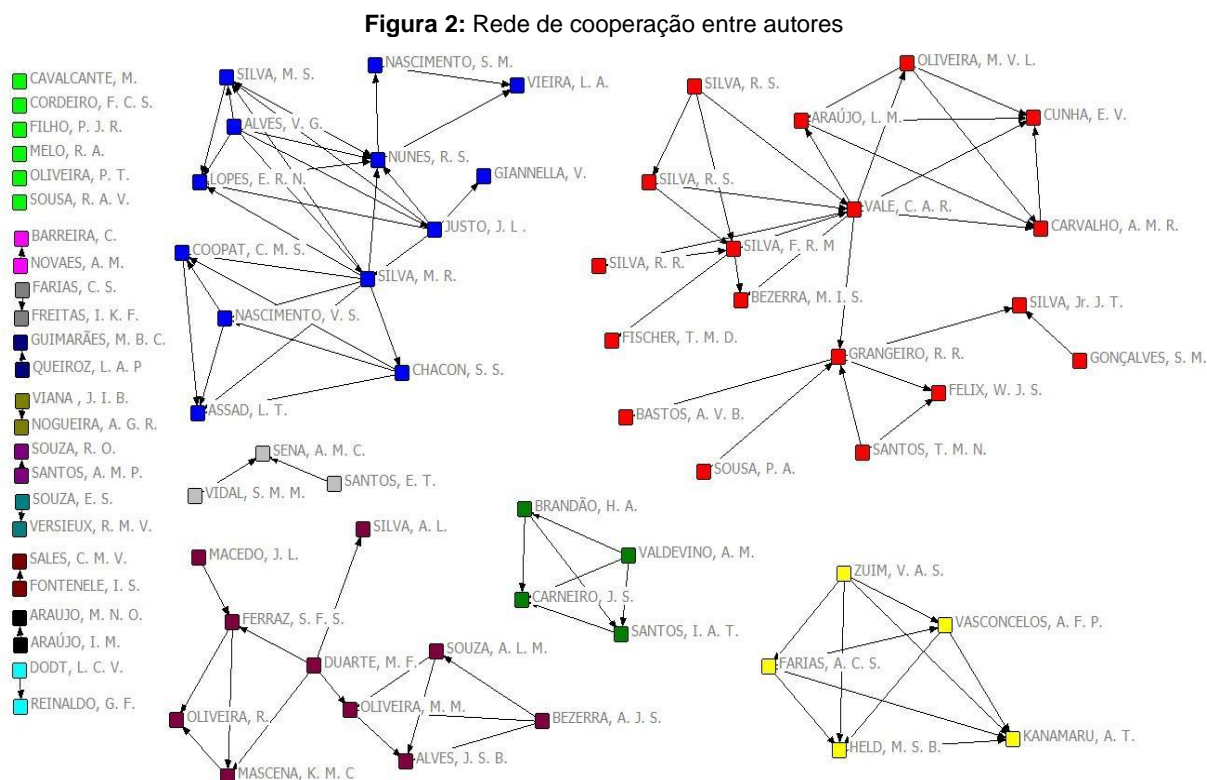 Figura 2: Rede de cooperação entre autores
CAVALCANTE, M.
CORDEIRO, F. C. S.
FILHO, P. J. R.
MELO, R. A.
OLIVEIRA, P. T.
SOUSA, R. A. V.
BARREIRA, C.
NOVAES, A. M.
FARIAS, C. S.
FREITAS, I. K. F.
GUIMARÃES, M. B. C.
QUEIROZ, L. A. P
VIANA , J. I. B.
NOGUEIRA, A. G. R.
SOUZA, R. O.
SANTOS, A. M. P.
SOUZA, E. S.
VERSIEUX, R. M. V.
SALES, C. M. V.
FONTENELE, I. S.
ARAUJO, M. N. O.
ARAÚJO, I. M.
DODT, L. C. V.
REINALDO, G. F.
SILVA, M. S.
NASCIMENTO, S. M.
VIEIRA, L. A.
ALVES, V. G.
NUNES, R. S.
LOPES, E. R. N.
GIANNELLA, V.
JUSTO, J. L .
COOPAT, C. M. S.
SILVA, M. R.
NASCIMENTO, V. S.
CHACON, S. S.
ASSAD, L. T.
OLIVEIRA, M. V. L.
SILVA, R. S.
ARAÚJO, L. M.
CUNHA, E. V.
SILVA, R. S.
VALE, C. A. R.
CARVALHO, A. M. R.
SILVA, F. R. M
SILVA, R. R.
BEZERRA, M. I. S.
SILVA, Jr. J. T.
FISCHER, T. M. D.
GRANGEIRO, R. R.
GONÇALVES, S. M.
FELIX, W. J. S.
BASTOS, A. V. B.
SANTOS, T. M. N.
SOUSA, P. A.
SENA, A. M. C.
SANTOS, E. T.
VIDAL, S. M. M.
BRANDÃO, H. A.
VALDEVINO, A. M.
CARNEIRO, J. S.
SANTOS, I. A. T.
SILVA, A. L.
MACEDO, J. L.
FERRAZ, S. F. S.
SOUZA, A. L. M.
DUARTE, M. F.
OLIVEIRA, R.
OLIVEIRA, M. M.
BEZERRA, A. J. S.
ALVES, J. S. B.
MASCENA, K. M. C
ZUIM, V. A. S.
VASCONCELOS, A. F. P.
FARIAS, A. C. S.
KANAMARU, A. T.
HELD, M. S. B.